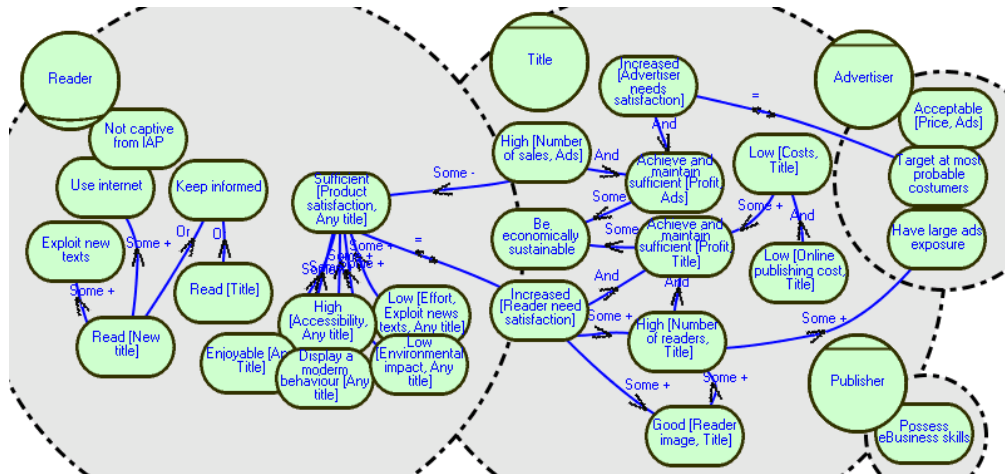 Reader
Not captive
from IAP
Use internet
Keep informed
Exploit new
texts
Some +
Or
O
Some +
Read [Title]
Read [New
title]
Sufficient
[Product
satisfaction,
Any title]
Some -
=
Some +
Some +
Some +
High
[Accessibility,
Any title]
Low [Effort,
Exploit news
texts, Any title]
Enjoyable [An
Title]
Display a
modern
behaviour [Any
title]
Low
[Environmental
impact, Any
title]
Title
Increased
[Advertiser
needs
satisfaction]
=
And
High [Number
of sales, Ads]
And
Achieve and
maintain
sufficient [Profit,
Ads]
Some
Be
economically
sustainable
Some
Achieve and
maintain
sufficient [Profit,
Title]
Some +
Low [Costs,
Title]
And
Low [Online
publishing cost,
Title]
Increased
[Reader need
satisfaction]
And
And
Some +
High [Number
of readers,
Title]
Some +
Some +
Some +
Good [Reader
image, Title]
Advertiser
Acceptable
[Price, Ads]
Target at most
probable
costumers
Have large ads
exposure
Publisher
Possess
eBusiness skills